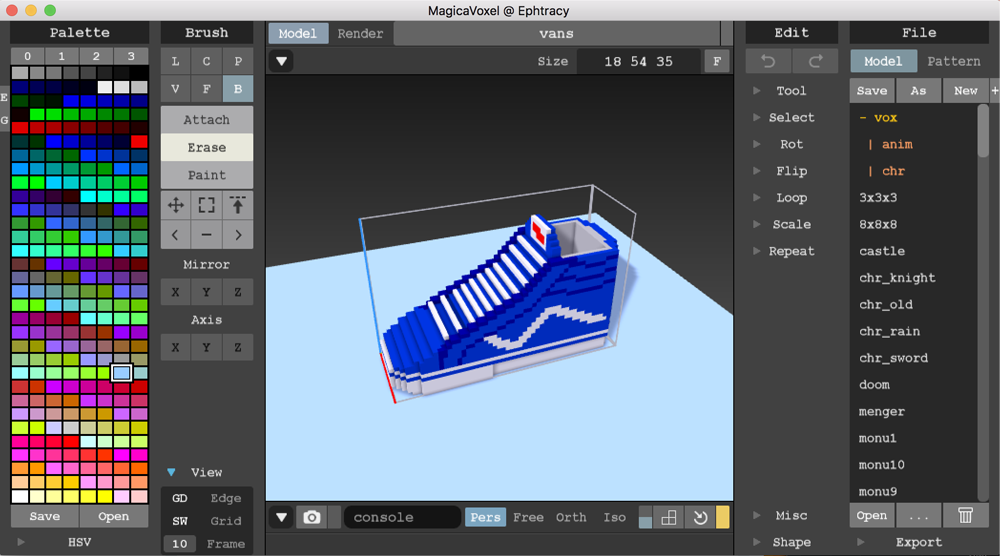 MagicaVoxel @ Ephtracy
Palette
0 1 2 3
Save Open
HSV
E
G
Brush
L C P
V F B
Attach
Erase
Paint
Mirror
X Y Z
Axis
X Y Z
View
GD Edge
SW Grid
10 Frame
Model Render vans
Size 18 54 35 F
console Pers Free Orth Iso
Edit
Tool
Select
Rot
Flip
Loop
Scale
Repeat
Misc
Shape
File
Model Pattern
Save As New +
- vox
| anim
| chr
3x3x3
8x8x8
castle
chr_knight
chr_old
chr_rain
chr_sword
doom
menger
monu1
monu10
monu9
Open ...
Export